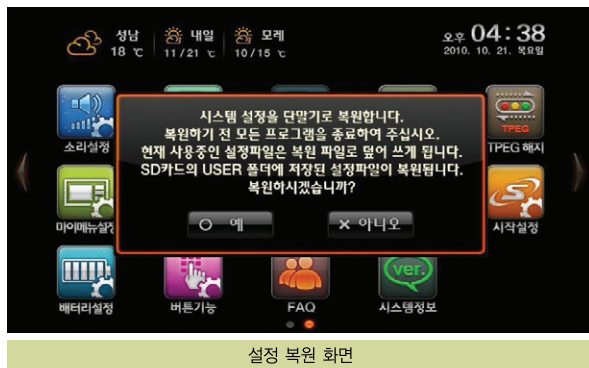 성남 내일 모레
18 ℃ 11/21 ℃ 10/15 ℃
오후 04:38
2010. 10. 21. 목요일
시스템 설정을 단말기로 복원합니다.
복원하기 전 모든 프로그램을 종료하여 주십시오.
현재 사용중인 설정파일은 복원 파일로 덮어 쓰게 됩니다.
SD카드의 USER 폴더에 저장된 설정파일이 복원됩니다.
복원하시겠습니까?
예 아니오
소리설정
TPEG
TPEG 해지
마이메뉴설정
시작설정
ver.
배터리설정 버튼기능 FAQ 시스템정보
설정 복원 화면